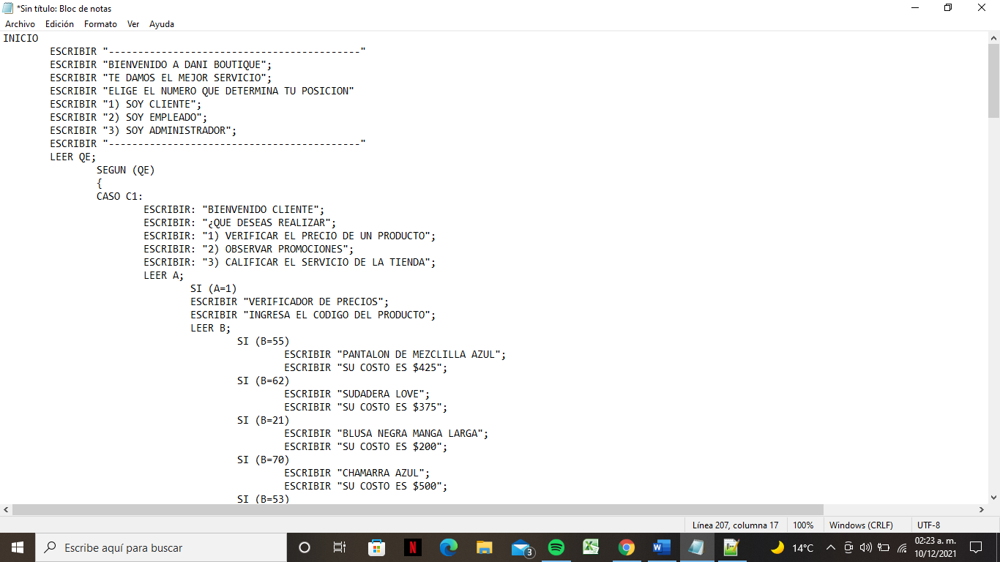 *Sin título: Bloc de notas
Archivo Edición Formato Ver Ayuda
INICIO
ESCRIBIR "-------------------------------------------"
ESCRIBIR "BIENVENIDO A DANI BOUTIQUE";
ESCRIBIR "TE DAMOS EL MEJOR SERVICIO";
ESCRIBIR "ELIGE EL NUMERO QUE DETERMINA TU POSICION"
ESCRIBIR "1) SOY CLIENTE";
ESCRIBIR "2) SOY EMPLEADO";
ESCRIBIR "3) SOY ADMINISTRADOR";
ESCRIBIR "-------------------------------------------"
LEER QE;
SEGUN (QE)
{
CASO C1:
ESCRIBIR: "BIENVENIDO CLIENTE";
ESCRIBIR: "¿QUE DESEAS REALIZAR";
ESCRIBIR: "1) VERIFICAR EL PRECIO DE UN PRODUCTO";
ESCRIBIR: "2) OBSERVAR PROMOCIONES";
ESCRIBIR: "3) CALIFICAR EL SERVICIO DE LA TIENDA";
LEER A;
SI (A=1)
ESCRIBIR "VERIFICADOR DE PRECIOS";
ESCRIBIR "INGRESA EL CODIGO DEL PRODUCTO";
LEER B;
SI (B=55)
ESCRIBIR "PANTALON DE MEZCLILLA AZUL";
ESCRIBIR "SU COSTO ES $425";
SI (B=62)
ESCRIBIR "SUDADERA LOVE";
ESCRIBIR "SU COSTO ES $375";
SI (B=21)
ESCRIBIR "BLUSA NEGRA MANGA LARGA";
ESCRIBIR "SU COSTO ES $200";
SI (B=70)
ESCRIBIR "CHAMARRA AZUL";
ESCRIBIR "SU COSTO ES $500";
SI (B=53)
Línea 207, columna 17 100% Windows (CRLF) UTF-8
Escribe aquí para buscar
N
3
W
14°C
02:23 a. m.
10/12/2021